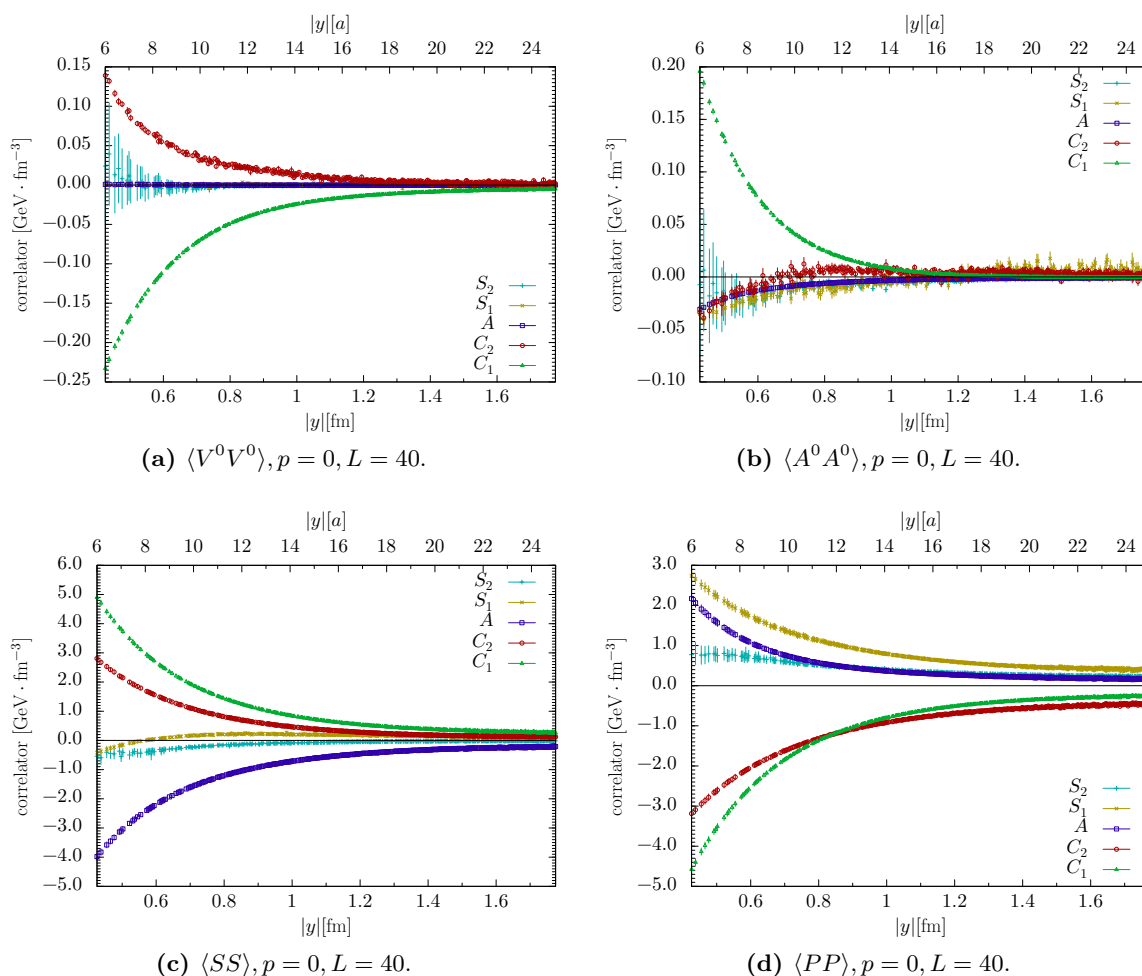 |y|[a]
6 8 10 12 14 16 18 20 22 24
0.15
0.10
0.05
0.00
−0.05
−0.10
−0.15
−0.20
−0.25
correlator [GeV · fm⁻³]
S₂
S₁
A
C₂
C₁
0.6 0.8 1 1.2 1.4 1.6
|y|[fm]
(a) ⟨V⁰V⁰⟩, p = 0, L = 40.
|y|[a]
6 8 10 12 14 16 18 20 22 24
0.20
0.15
0.10
0.05
0.00
−0.05
−0.10
correlator [GeV · fm⁻³]
S₂
S₁
A
C₂
C₁
0.6 0.8 1 1.2 1.4 1.6
|y|[fm]
(b) ⟨A⁰A⁰⟩, p = 0, L = 40.
|y|[a]
6 8 10 12 14 16 18 20 22 24
6.0
5.0
4.0
3.0
2.0
1.0
0.0
−1.0
−2.0
−3.0
−4.0
−5.0
correlator [GeV · fm⁻³]
S₂
S₁
A
C₂
C₁
0.6 0.8 1 1.2 1.4 1.6
|y|[fm]
(c) ⟨SS⟩, p = 0, L = 40.
|y|[a]
6 8 10 12 14 16 18 20 22 24
3.0
2.0
1.0
0.0
−1.0
−2.0
−3.0
−4.0
−5.0
correlator [GeV · fm⁻³]
S₂
S₁
A
C₂
C₁
0.6 0.8 1 1.2 1.4 1.6
|y|[fm]
(d) ⟨PP⟩, p = 0, L = 40.